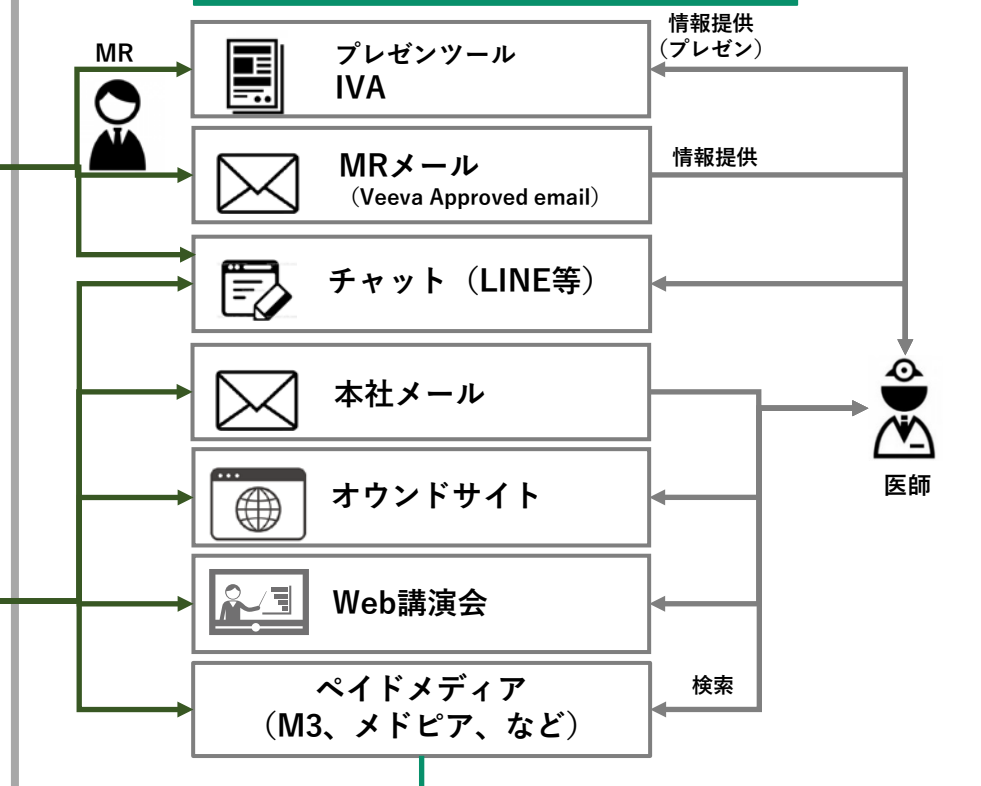 MR
プレゼンツール
IVA
情報提供
（プレゼン）
MRメール
（Veeva Approved email）
情報提供
チャット（LINE等）
本社メール
医師
オウンドサイト
Web講演会
ペイドメディア
（M3、メドピア、など）
検索